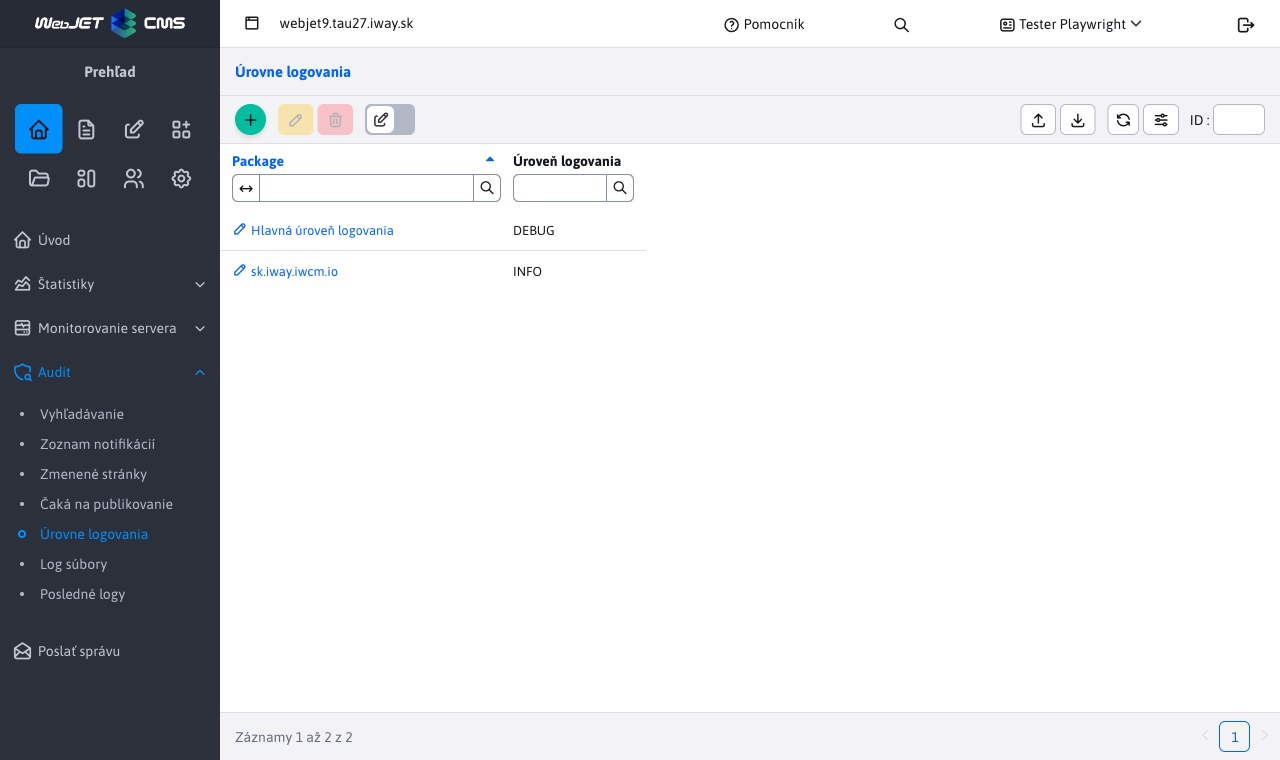 WebJET CMS
webjet9.tau27.iway.sk
Pomocník
Tester Playwright
Prehľad
Úvod
Štatistiky
Monitorovanie servera
Audit
Vyhľadávanie
Zoznam notifikácií
Zmenené stránky
Čaká na publikovanie
Úrovne logovania
Log súbory
Posledné logy
Poslať správu
Úrovne logovania
ID :
Package
Úroveň logovania
Hlavná úroveň logovania DEBUG
sk.iway.iwcm.io INFO
Záznamy 1 až 2 z 2
1